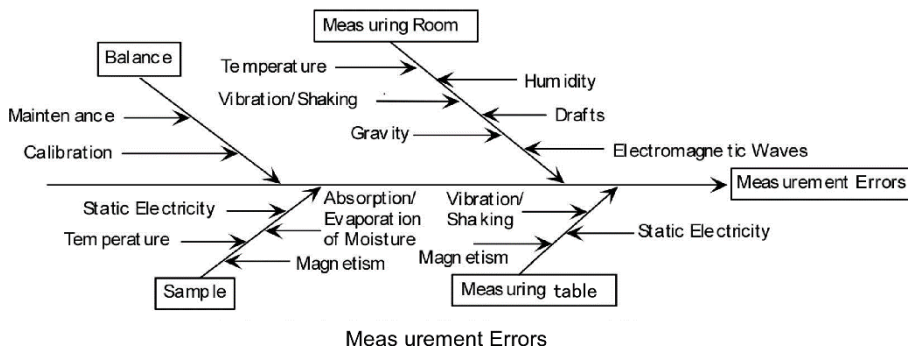 Measuring Room
Balance
Temperature
Humidity
Vibration/Shaking
Maintenance
Drafts
Gravity
Calibration
Electromagnetic Waves
Measurement Errors
Static Electricity
Absorption/
Evaporation
of Moisture
Vibration/
Shaking
Static Electricity
Temperature
Magnetism
Magnetism
Sample
Measuring table
Measurement Errors